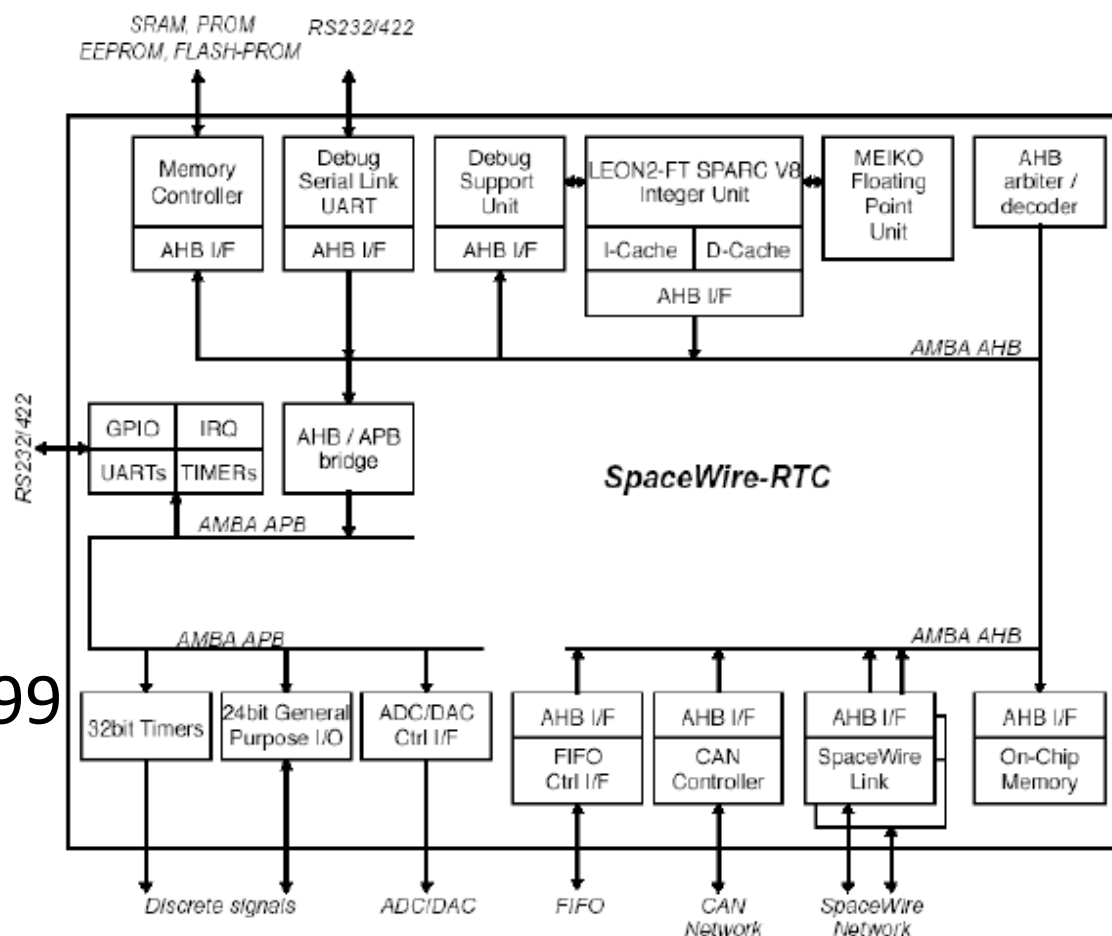 SRAM, PROM
EEPROM, FLASH-PROM
RS232/422
Memory
Controller
AHB I/F
Debug
Serial Link
UART
AHB I/F
Debug
Support
Unit
AHB I/F
LEON2-FT SPARC V8
Integer Unit
I-Cache
D-Cache
AHB I/F
MEIKO
Floating
Point
Unit
AHB
arbiter /
decoder
AMBA AHB
RS232/422
GPIO
IRQ
UARTs
TIMERs
AHB / APB
bridge
SpaceWire-RTC
AMBA APB
AMBA APB
AMBA AHB
99
32bit Timers
24bit General
Purpose I/O
ADC/DAC
Ctrl I/F
AHB I/F
FIFO
Ctrl I/F
AHB I/F
CAN
Controller
AHB I/F
SpaceWire
Link
AHB I/F
On-Chip
Memory
Discrete signals
ADC/DAC
FIFO
CAN
Network
SpaceWire
Network